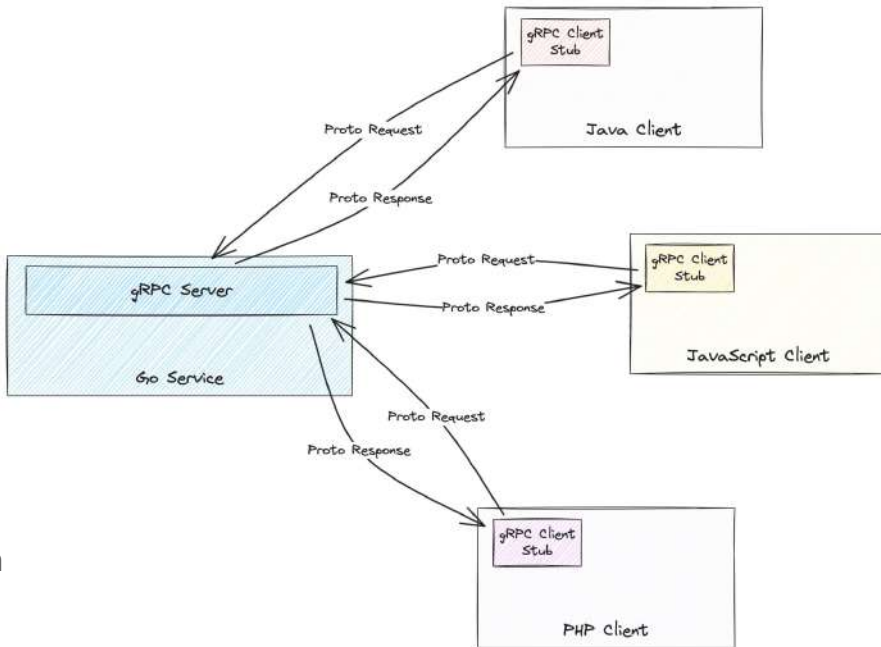 gRPC Client
Stub
Java Client
Proto Request
Proto Response
gRPC Server
Go Service
Proto Request
Proto Response
gRPC Client
Stub
JavaScript Client
Proto Request
Proto Response
gRPC Client
Stub
PHP Client